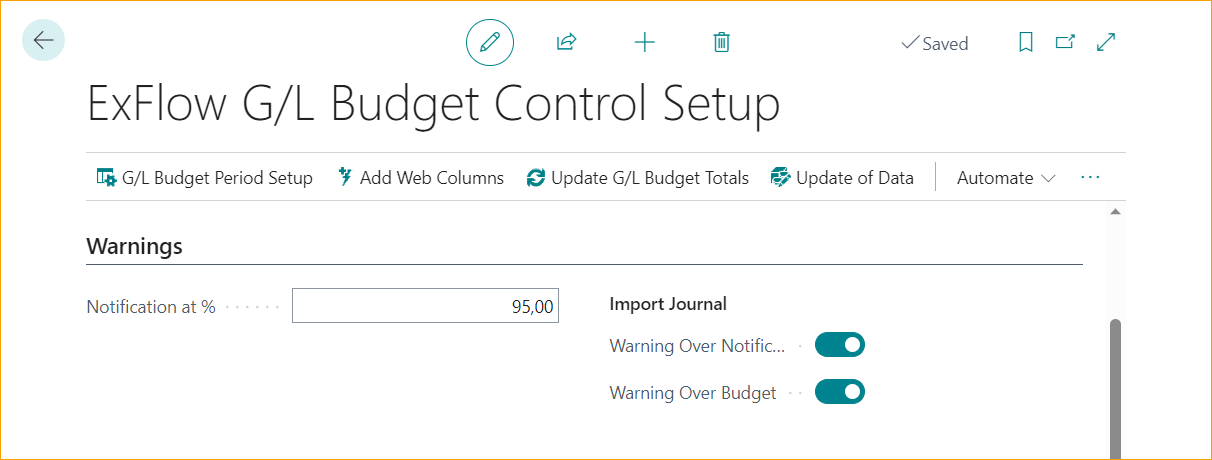 Saved
ExFlow G/L Budget Control Setup
G/L Budget Period Setup Add Web Columns Update G/L Budget Totals Update of Data Automate ...
Warnings
Notification at % 95,00
Import Journal
Warning Over Notific...
Warning Over Budget